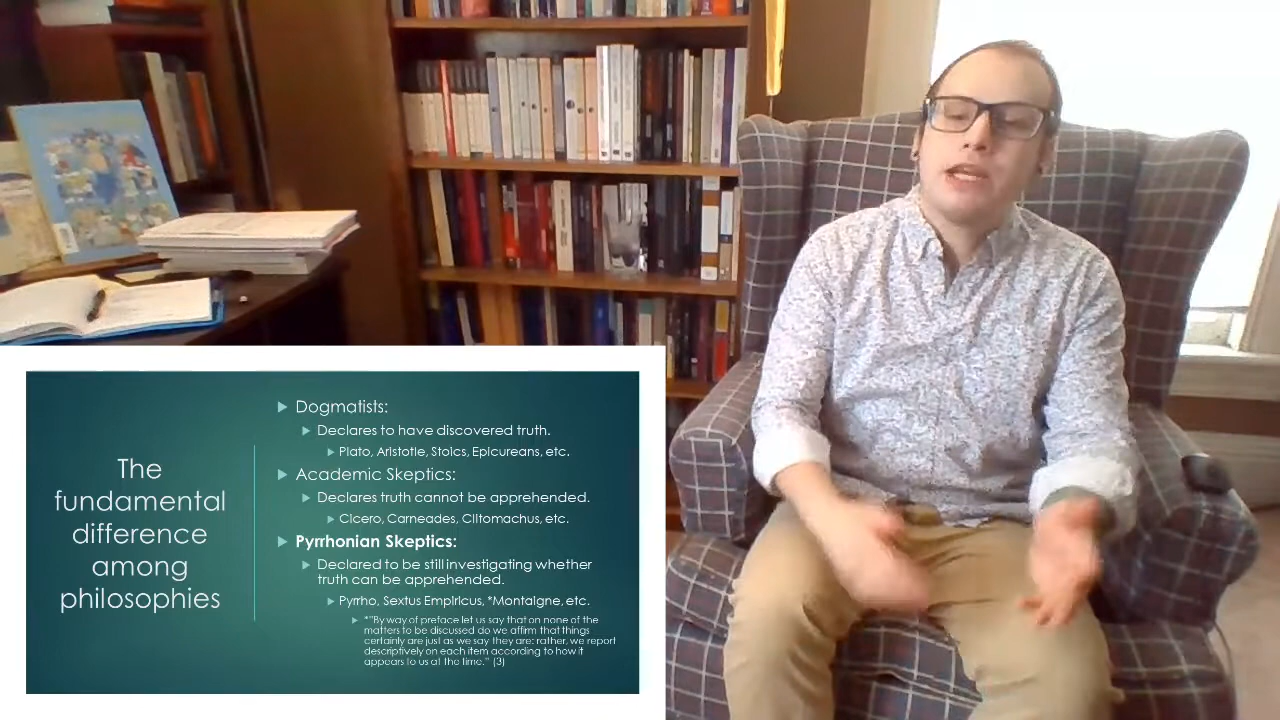 The
fundamental
difference
among
philosophies
Dogmatists:
Declares to have discovered truth.
Plato, Aristotle, Stoics, Epicureans, etc.
Academic Skeptics:
Declares truth cannot be apprehended.
Cicero, Carneades, Clitomachus, etc.
Pyrrhonian Skeptics:
Declared to be still investigating whether
truth can be apprehended.
Pyrrho, Sextus Empiricus, *Montaigne, etc.
*"By way of preface let us say that on none of the
matters to be discussed do we affirm that things
certainly are just as we say they are: rather, we report
descriptively on each item according to how it
appears to us at the time." (3)